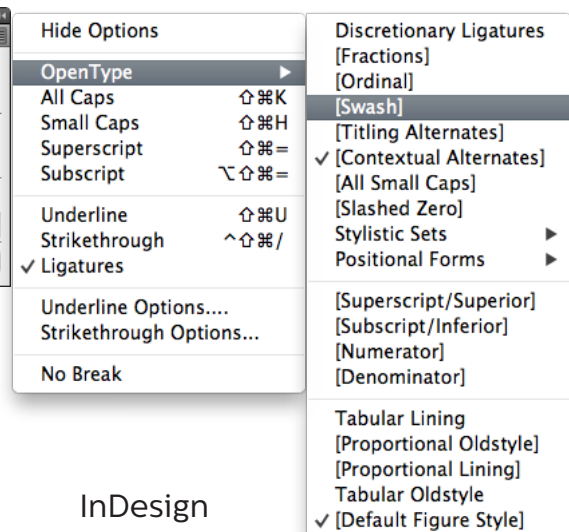 Hide Options
OpenType ▶
All Caps ⇧⌘K
Small Caps ⇧⌘H
Superscript ⇧⌘=
Subscript ⌥⇧⌘=
Underline ⇧⌘U
Strikethrough ^⇧⌘/
✓ Ligatures
Underline Options....
Strikethrough Options...
No Break
InDesign
Discretionary Ligatures
[Fractions]
[Ordinal]
[Swash]
[Titling Alternates]
✓ [Contextual Alternates]
[All Small Caps]
[Slashed Zero]
Stylistic Sets ▶
Positional Forms ▶
[Superscript/Superior]
[Subscript/Inferior]
[Numerator]
[Denominator]
Tabular Lining
[Proportional Oldstyle]
[Proportional Lining]
Tabular Oldstyle
✓ [Default Figure Style]